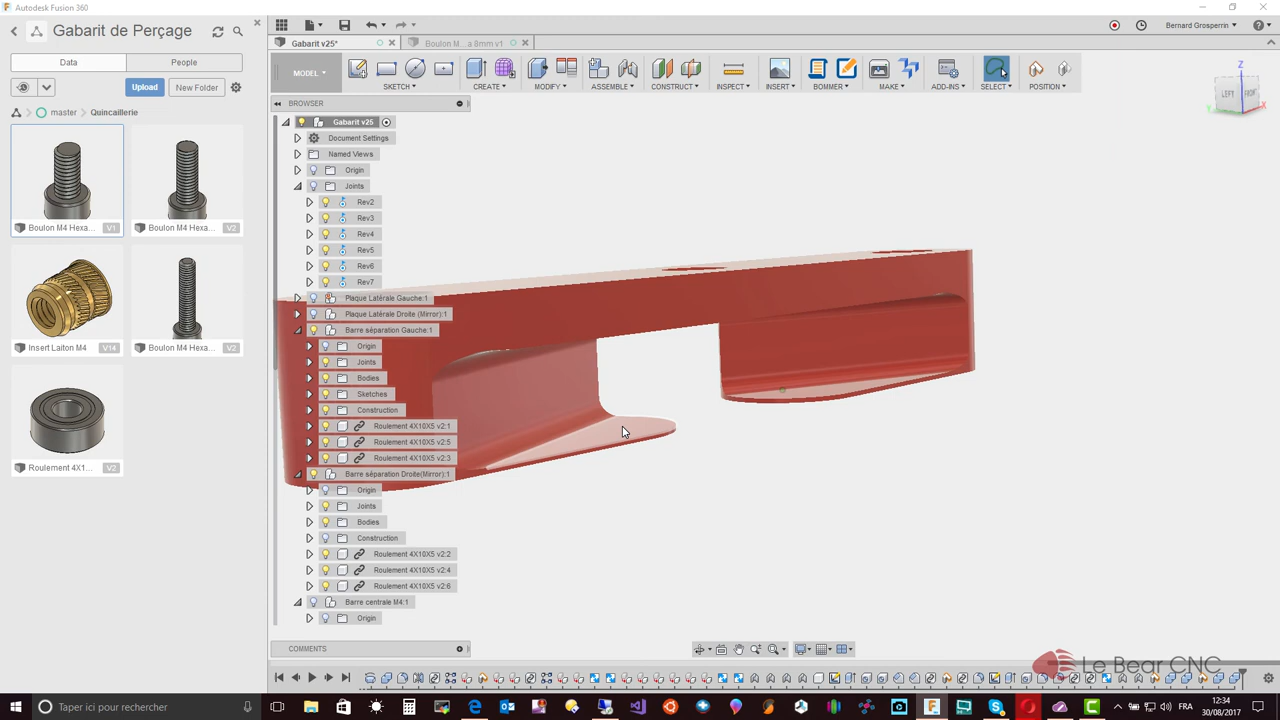 Autodesk Fusion 360
Gabarit de Perçage
Data
People
Upload
New Folder
master
Quincaillerie
Boulon M4 Hexa...
V1
Boulon M4 Hexa...
V2
Insert Laiton M4
V14
Boulon M4 Hexa...
V2
Roulement 4X1...
V2
Gabarit v25*
Boulon M...a 8mm v1
Bernard Grosperrin
MODEL
SKETCH
CREATE
MODIFY
ASSEMBLE
CONSTRUCT
INSPECT
INSERT
BOMMER
MAKE
ADD-INS
SELECT
POSITION
Z
LEFT
FRONT
Y
X
BROWSER
Gabarit v25
Document Settings
Named Views
Origin
Joints
Rev2
Rev3
Rev4
Rev5
Rev6
Rev7
Plaque Latérale Gauche:1
Plaque Latérale Droite (Mirror):1
Barre séparation Gauche:1
Origin
Joints
Bodies
Sketches
Construction
Roulement 4X10X5 v2:1
Roulement 4X10X5 v2:5
Roulement 4X10X5 v2:3
Barre séparation Droite(Mirror):1
Origin
Joints
Bodies
Construction
Roulement 4X10X5 v2:2
Roulement 4X10X5 v2:4
Roulement 4X10X5 v2:6
Barre centrale M4:1
Origin
COMMENTS
Le Bear CNC
Taper ici pour rechercher
FRA
12:34
30/08/2017